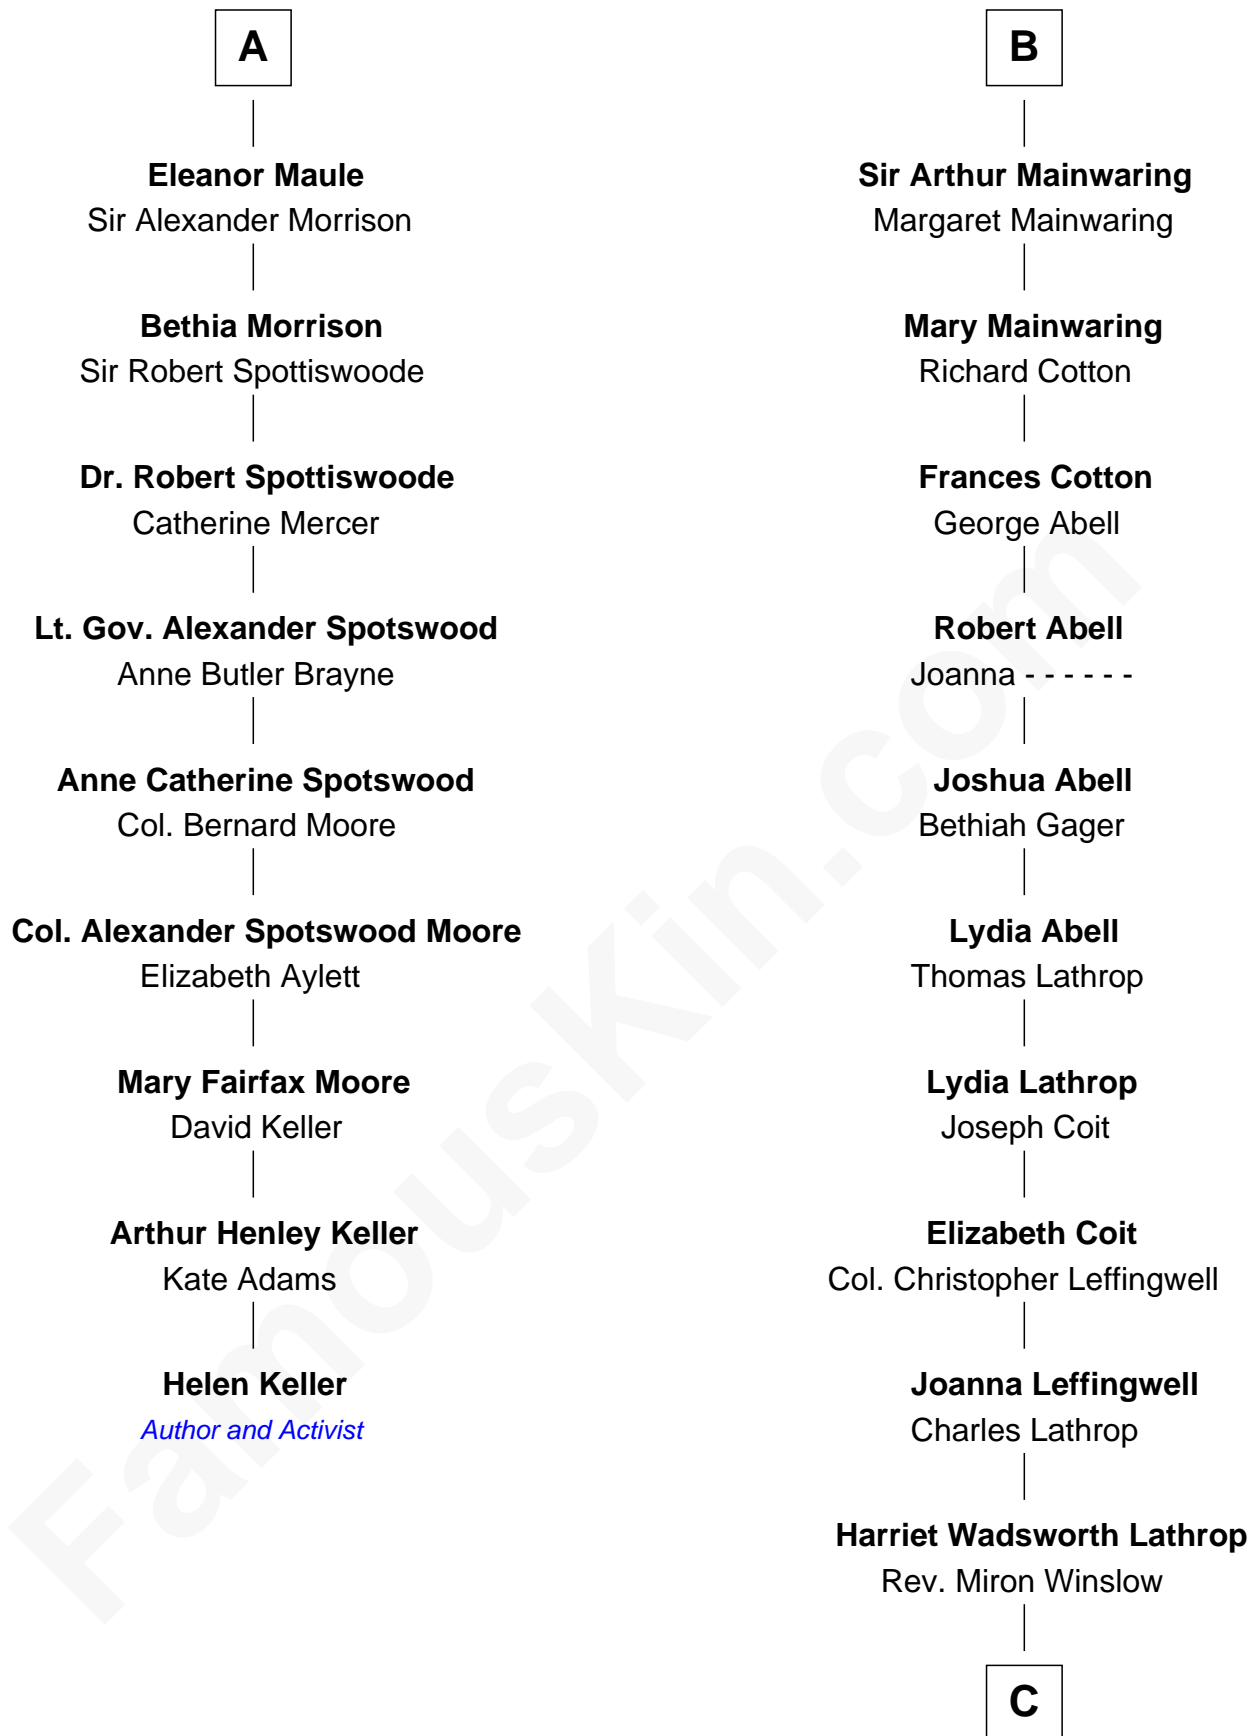 A
Eleanor Maule
Sir Alexander Morrison
Bethia Morrison
Sir Robert Spottiswoode
Dr. Robert Spottiswoode
Catherine Mercer
Lt. Gov. Alexander Spotswood
Anne Butler Brayne
Anne Catherine Spotswood
Col. Bernard Moore
Col. Alexander Spotswood Moore
Elizabeth Aylett
Mary Fairfax Moore
David Keller
Arthur Henley Keller
Kate Adams
Helen Keller
Author and Activist
B
Sir Arthur Mainwaring
Margaret Mainwaring
Mary Mainwaring
Richard Cotton
Frances Cotton
George Abell
Robert Abell
Joanna - - - - - -
Joshua Abell
Bethiah Gager
Lydia Abell
Thomas Lathrop
Lydia Lathrop
Joseph Coit
Elizabeth Coit
Col. Christopher Leffingwell
Joanna Leffingwell
Charles Lathrop
Harriet Wadsworth Lathrop
Rev. Miron Winslow
C
FamousKin.com